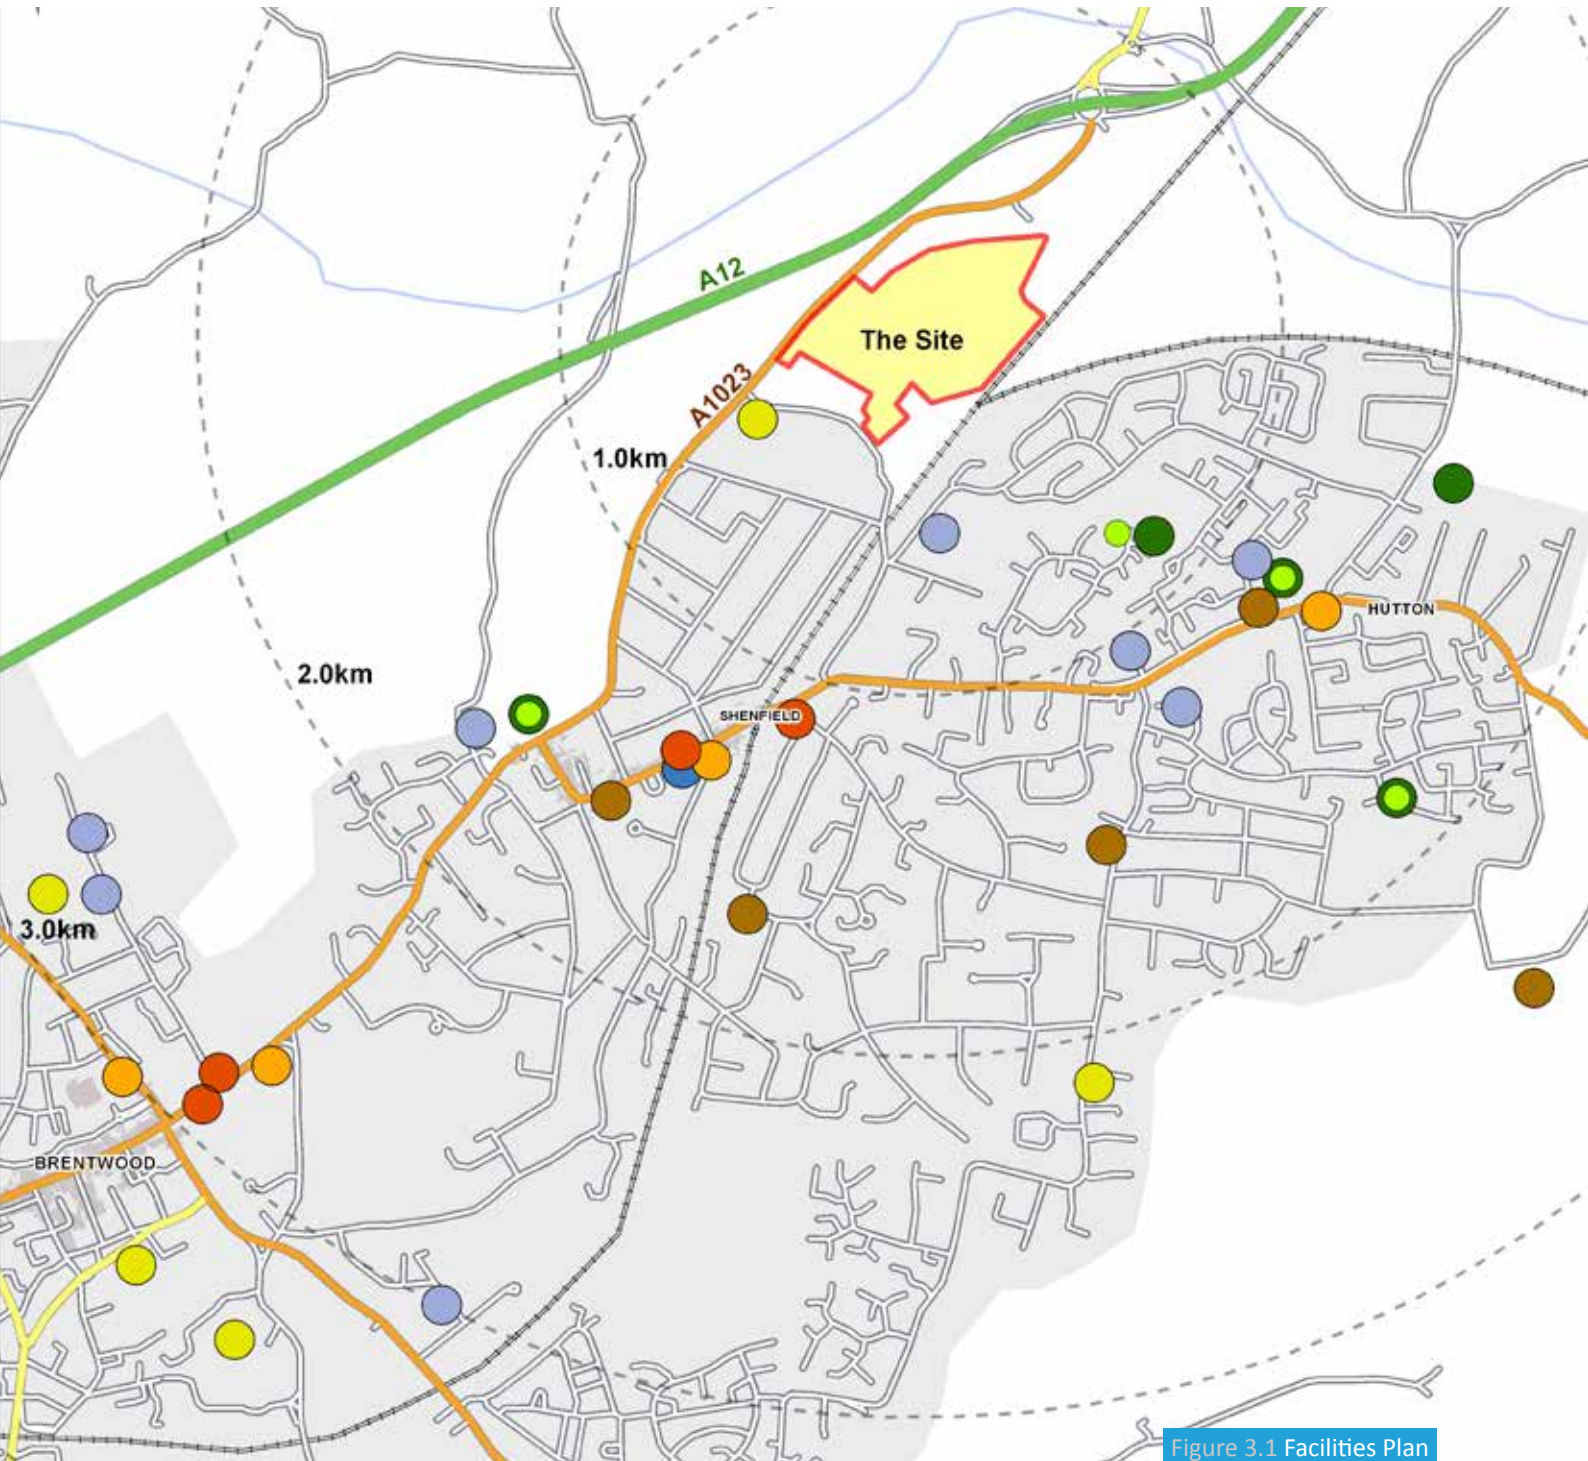 A12
The Site
A1023
1.0km
HUTTON
2.0km
SHENFIELD
3.0km
BRENTWOOD
Figure 3.1 Facilities Plan